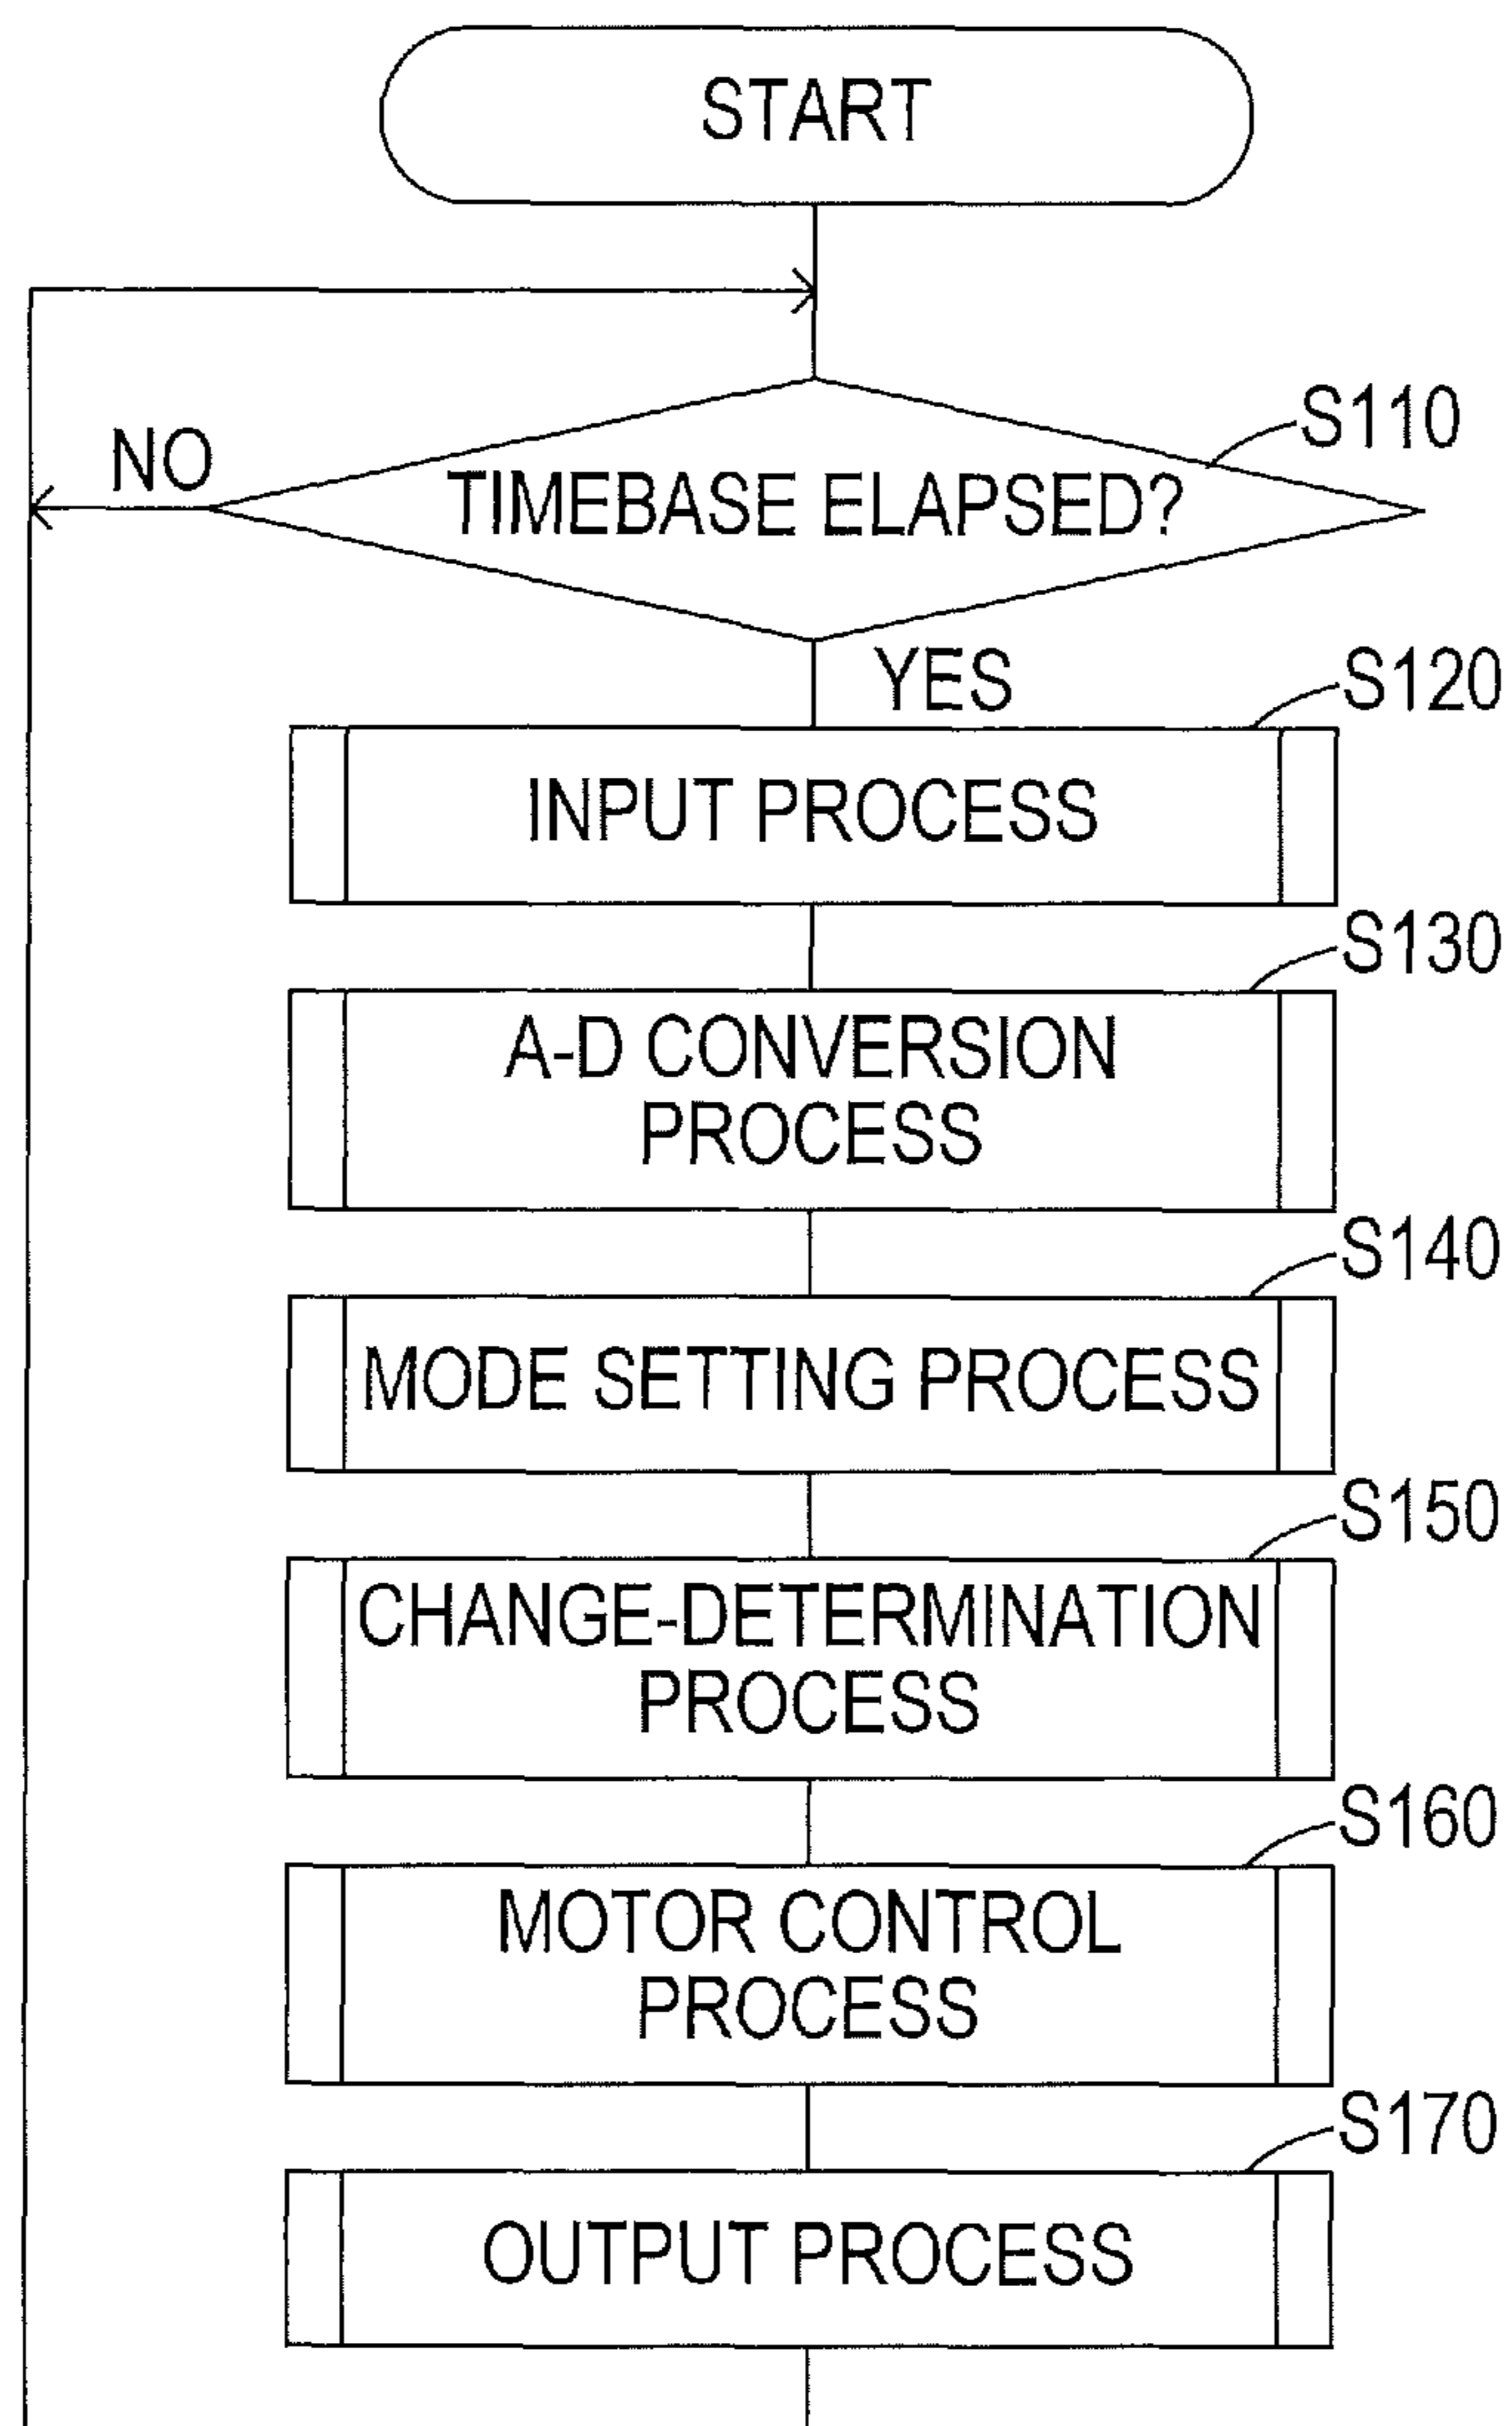 START
S110
NO
TIMEBASE ELAPSED?
YES
S120
INPUT PROCESS
S130
A-D CONVERSION
PROCESS
S140
MODE SETTING PROCESS
S150
CHANGE-DETERMINATION
PROCESS
S160
MOTOR CONTROL
PROCESS
S170
OUTPUT PROCESS